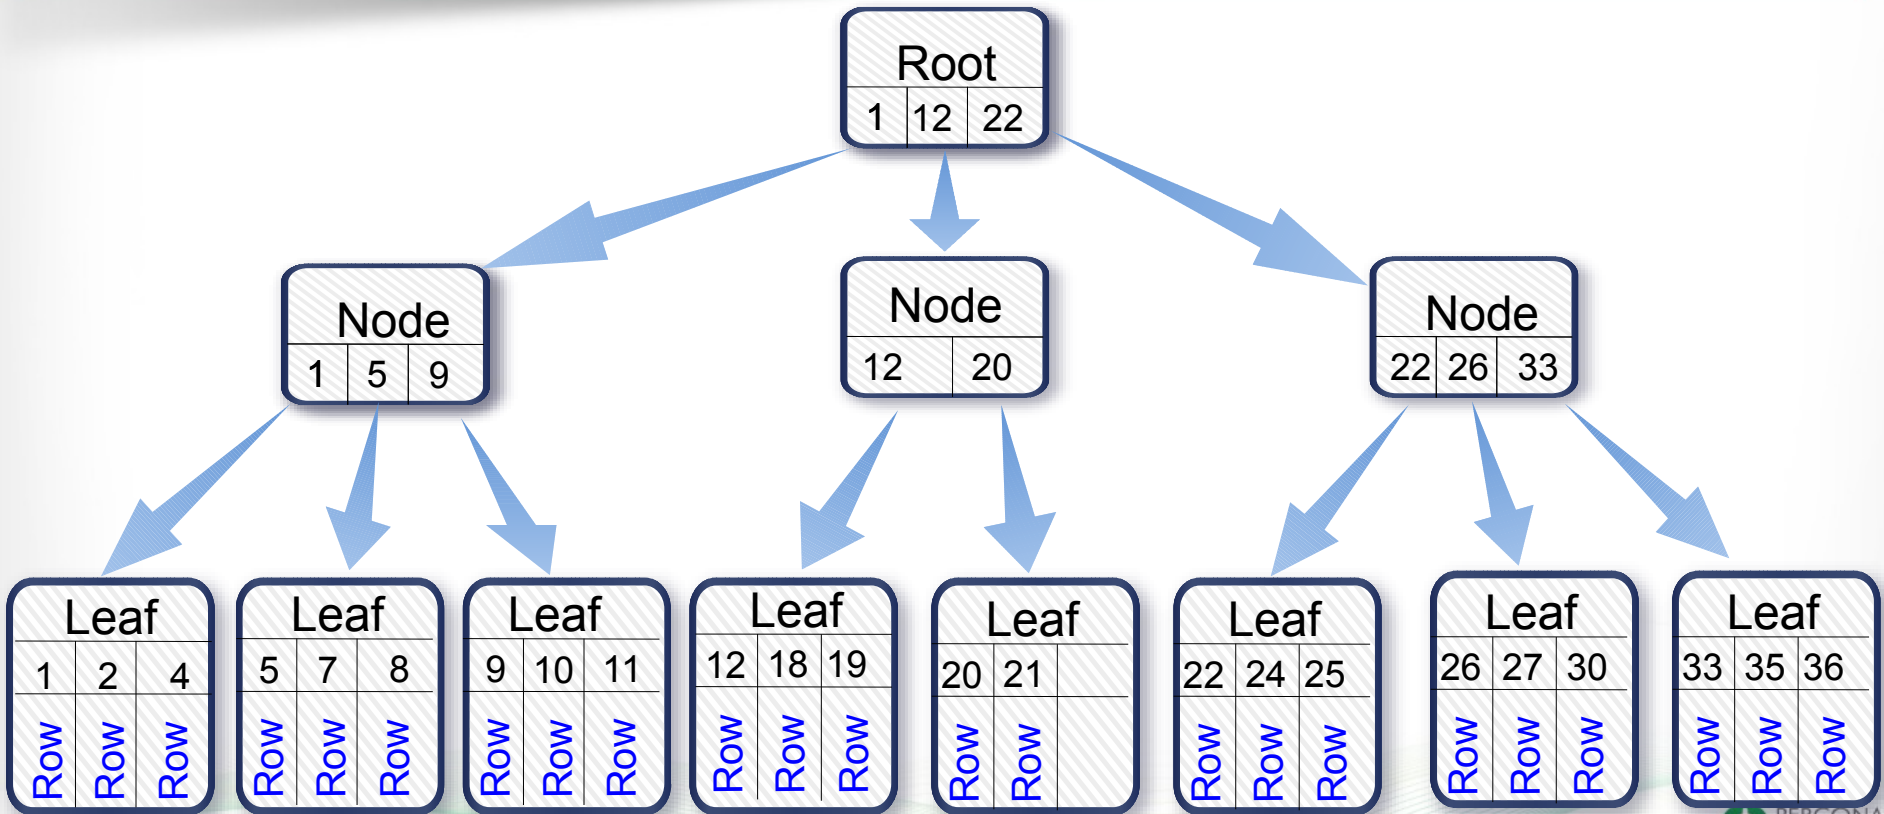 Root
1 12 22
Node
1 5 9
Node
12 20
Node
22 26 33
Leaf
1 2 4
Row Row Row
Leaf
5 7 8
Row Row Row
Leaf
9 10 11
Row Row Row
Leaf
12 18 19
Row Row Row
Leaf
20 21
Row Row
Leaf
22 24 25
Row Row Row
Leaf
26 27 30
Row Row Row
Leaf
33 35 36
Row Row Row
PERCONA